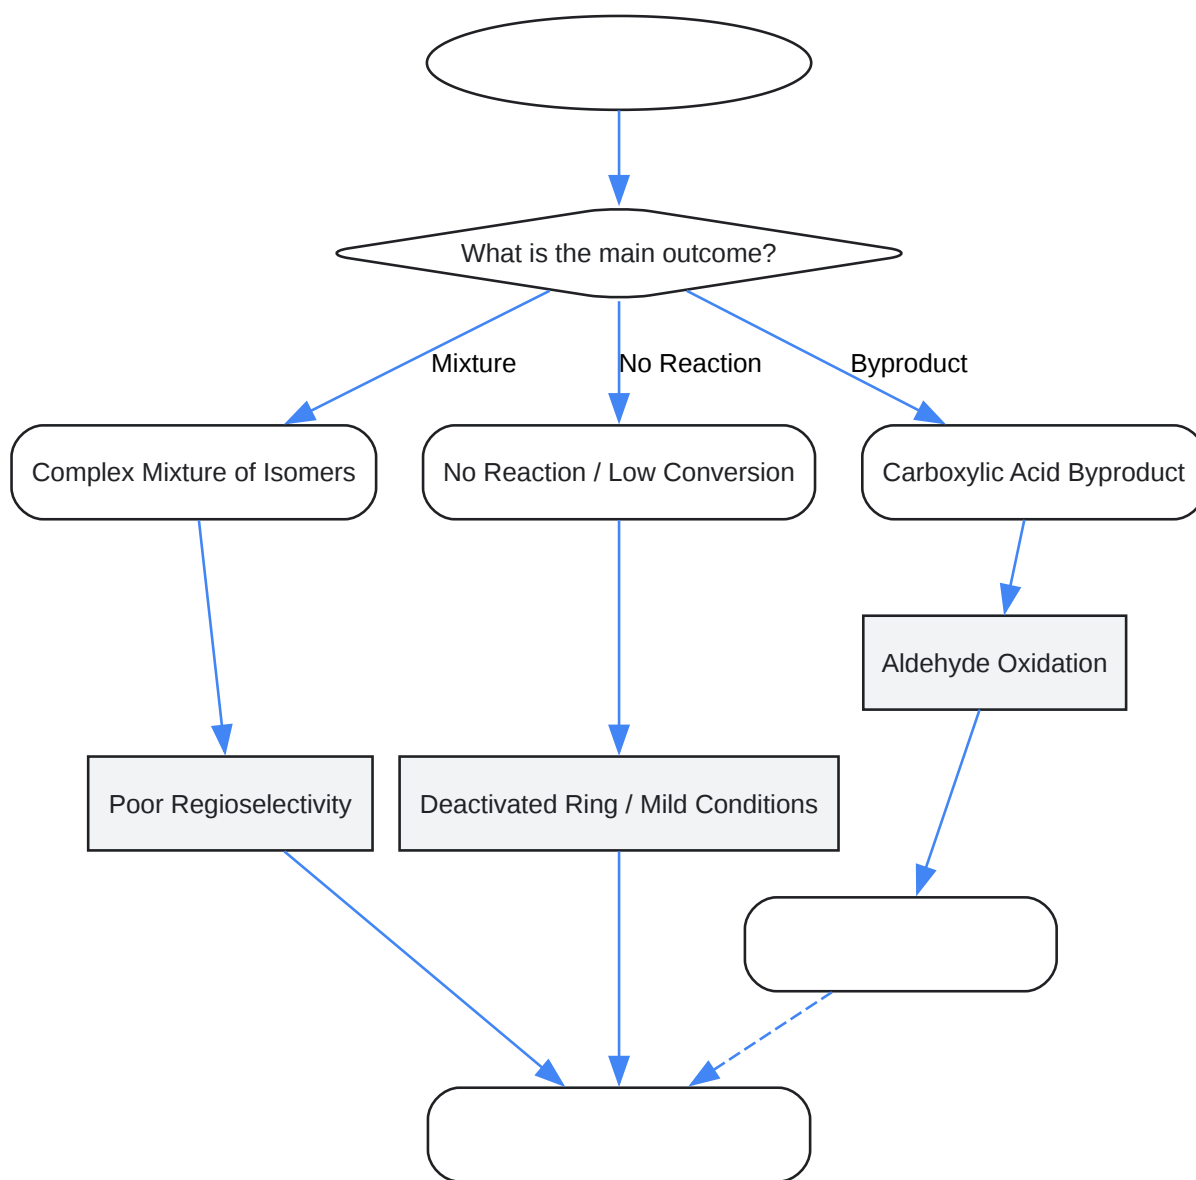 What is the main outcome?
Mixture
No Reaction
Byproduct
Complex Mixture of Isomers
No Reaction / Low Conversion
Carboxylic Acid Byproduct
Aldehyde Oxidation
Poor Regioselectivity
Deactivated Ring / Mild Conditions